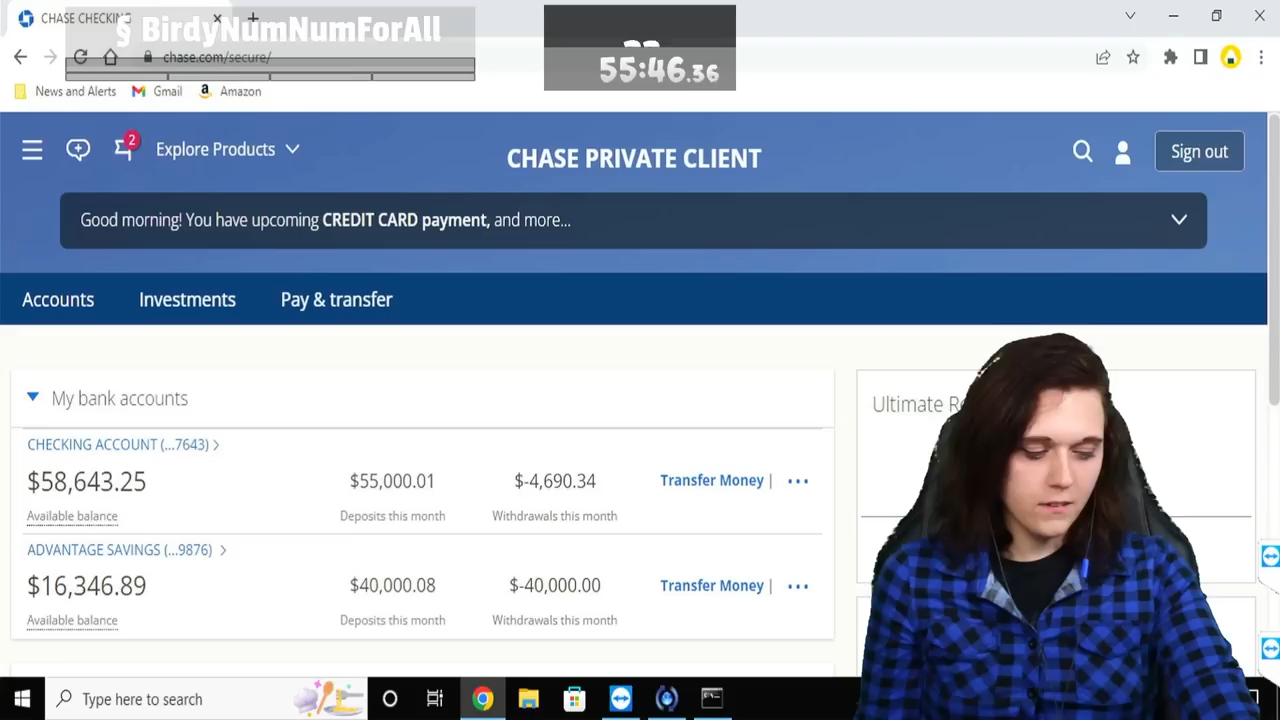 CHASE CHECKING
§ BirdyNumNumForAll
55:46.36
chase.com/secure/
News and Alerts
Gmail
Amazon
2
Explore Products
CHASE PRIVATE CLIENT
Sign out
Good morning! You have upcoming CREDIT CARD payment, and more...
Accounts
Investments
Pay & transfer
My bank accounts
Ultimate
CHECKING ACCOUNT (...7643)
$58,643.25
$55,000.01
$-4,690.34
Transfer Money |
Available balance
Deposits this month
Withdrawals this month
ADVANTAGE SAVINGS (...9876)
$16,346.89
$40,000.08
$-40,000.00
Transfer Money |
Available balance
Deposits this month
Withdrawals this month
Type here to search